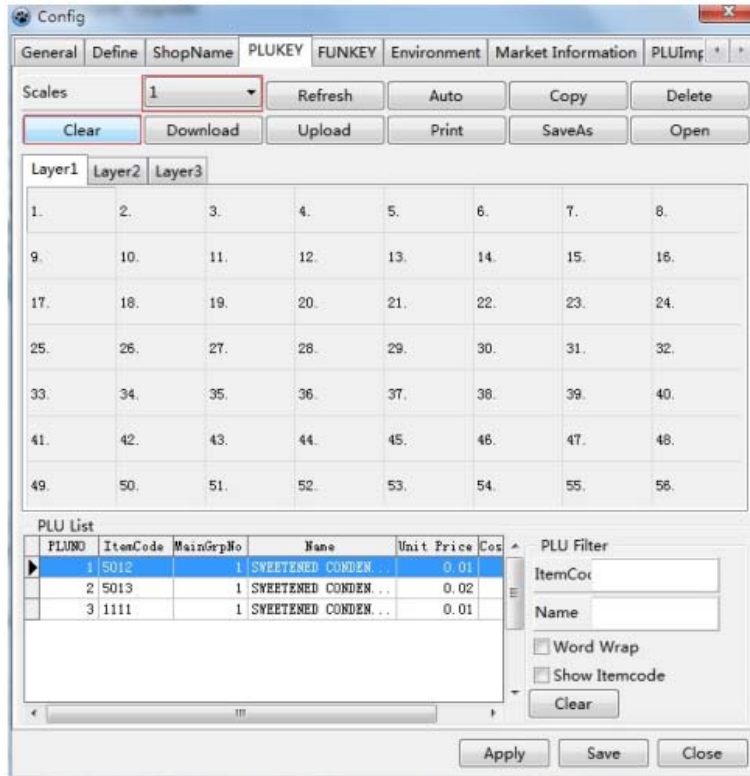 Config
General Define ShopName PLUKEY FUNKEY Environment Market Information PLUImp
Scales 1 Refresh Auto Copy Delete
Clear Download Upload Print SaveAs Open
Layer1 Layer2 Layer3
1. 2. 3. 4. 5. 6. 7. 8.
9. 10. 11. 12. 13. 14. 15. 16.
17. 18. 19. 20. 21. 22. 23. 24.
25. 26. 27. 28. 29. 30. 31. 32.
33. 34. 35. 36. 37. 38. 39. 40.
41. 42. 43. 44. 45. 46. 47. 48.
49. 50. 51. 52. 53. 54. 55. 56.
PLU List
PLUNO ItemCode MainGrpNo Name Unit Price Cos
1 5012 1 SWEETENED CONDEN... 0.01
2 5013 1 SWEETENED CONDEN... 0.02
3 1111 1 SWEETENED CONDEN... 0.01
PLU Filter
ItemCo
Name
Word Wrap
Show Itemcode
Clear
Apply Save Close